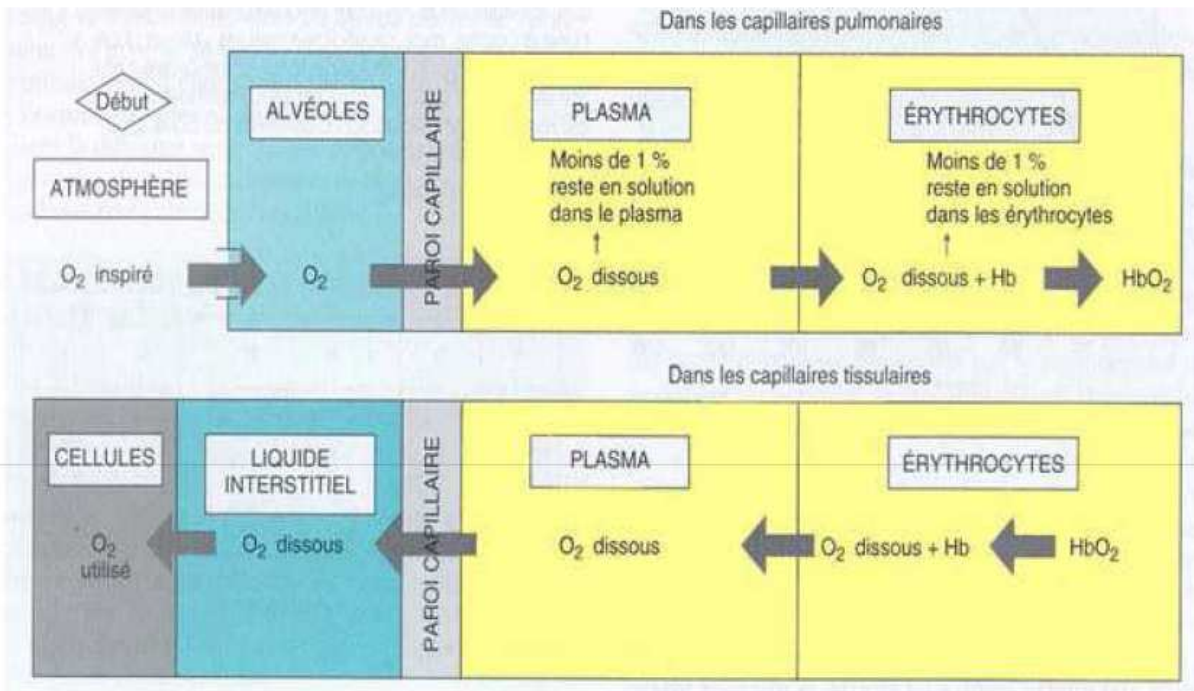 Dans les capillaires pulmonaires
Début
ATMOSPHÈRE
O₂ inspiré
ALVÉOLES
O₂
PAROI CAPILLAIRE
PLASMA
Moins de 1 %
reste en solution
dans le plasma
↑
O₂ dissous
ÉRYTHROCYTES
Moins de 1 %
reste en solution
dans les érythrocytes
↑
O₂ dissous + Hb
HbO₂
Dans les capillaires tissulaires
CELLULES
O₂
utilisé
LIQUIDE
INTERSTITIEL
O₂ dissous
PAROI CAPILLAIRE
PLASMA
O₂ dissous
ÉRYTHROCYTES
O₂ dissous + Hb
HbO₂